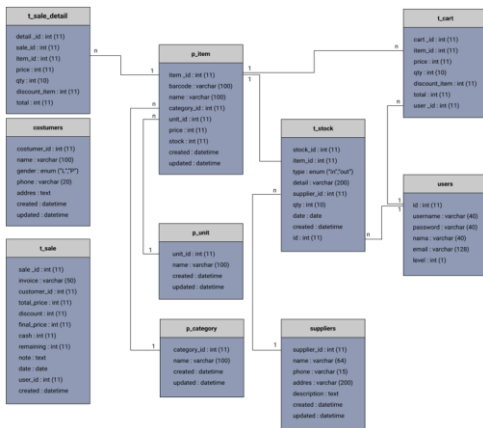 t_sale_detail
detail_id : int (11)
sale_id : int (11)
item_id : int (11)
price : int (11)
qty : int (10)
discount_item : int (11)
total : int (11)
costumers
costumer_id : int (11)
name : varchar (100)
gender : enum ("L","P")
phone : varchar (20)
addres : text
created : datetime
updated : datetime
t_sale
sale_id : int (11)
invoice : varchar (50)
customer_id : int (11)
total_price : int (11)
discount : int (11)
final_price : int (11)
cash : int (11)
remaining : int (11)
note : text
date : date
user_id : int (11)
created : datetime
p_item
item_id : int (11)
barcode : varchar (100)
name : varchar (100)
category_id : int (11)
unit_id : int (11)
price : int (11)
stock : int (11)
created : datetime
updated : datetime
p_unit
unit_id : int (11)
name : varchar (100)
created : datetime
updated : datetime
p_category
category_id : int (11)
name : varchar (100)
created : datetime
updated : datetime
t_stock
stock_id : int (11)
item_id : int (11)
type : enum ("in","out")
detail : varchar (200)
supplier_id : int (11)
qty : int (10)
date : date
created : datetime
id : int (11)
suppliers
supplier_id : int (11)
name : varchar (64)
phone : varchar (15)
addres : varchar (200)
description : text
created : datetime
updated : datetime
t_cart
cart_id : int (11)
item_id : int (11)
price : int (11)
qty : int (10)
discount_item : int (11)
total : int (11)
user_id : int (11)
users
id : int (11)
username : varchar (40)
password : varchar (40)
nama : varchar (40)
email : varchar (128)
level : int (1)
n
1
1
1
n
n
n
1
1
n
n
1
1
n
1
1